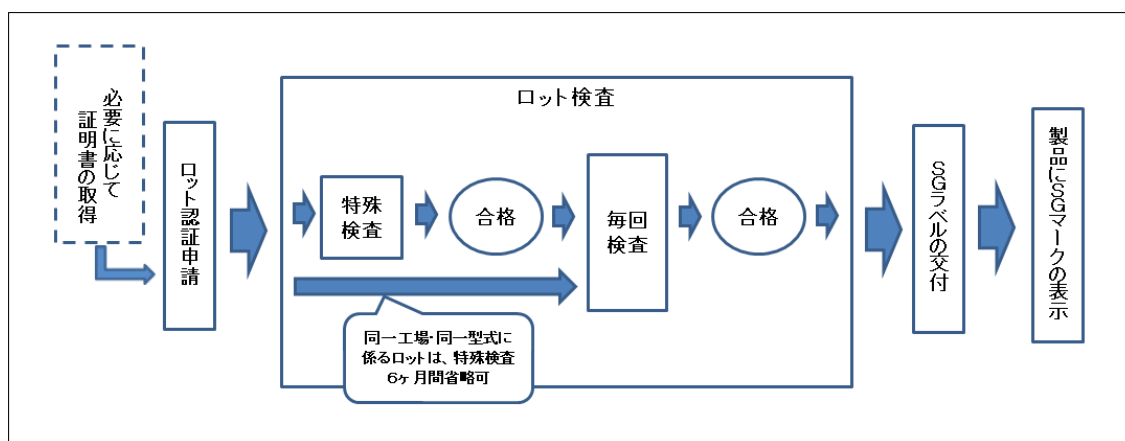 必要に応じて
証明書の取得
ロット認証申請
ロット検査
特殊
検査
合格
毎回
検査
合格
同一工場・同一型式に
係るロットは、特殊検査
６ヶ月間省略可
ＳＧラベルの交付
製品にＳＧマークの表示